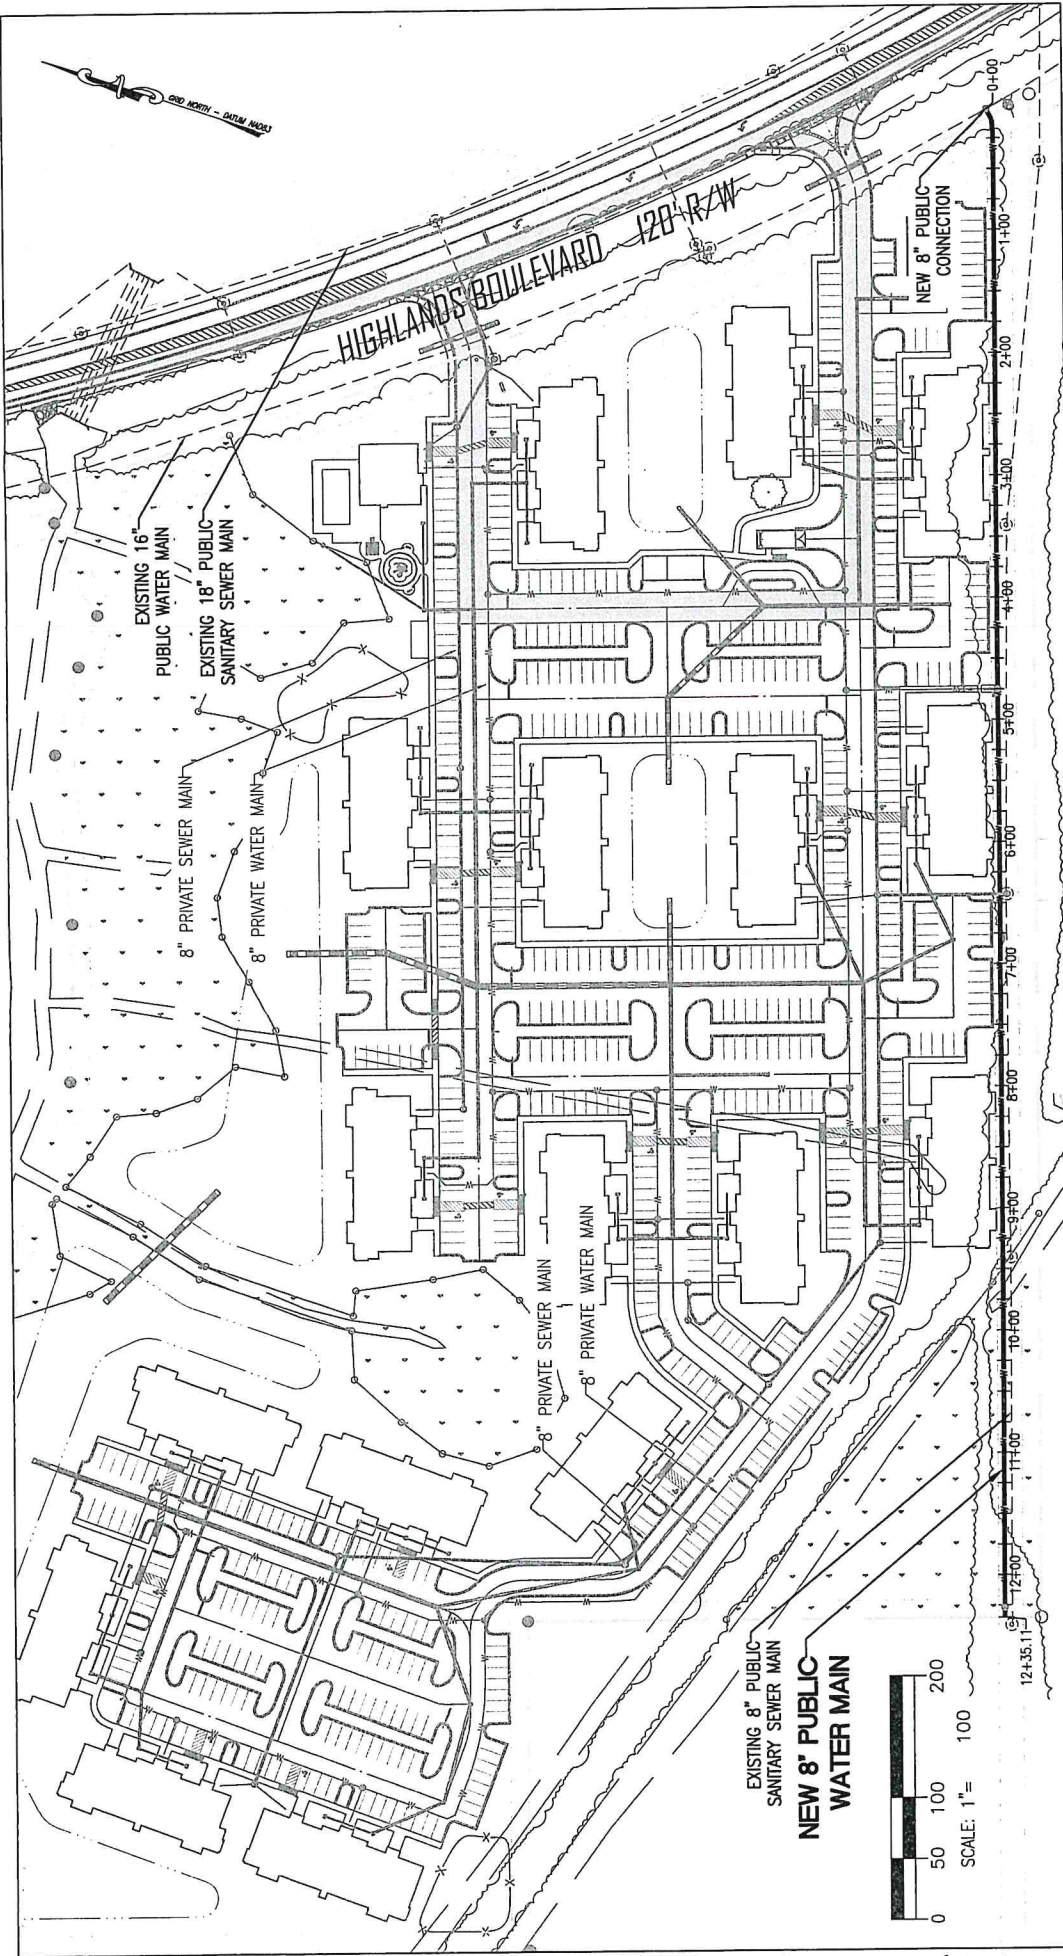 GRID NORTH - DATUM NAD83
HIGHLANDS BOULEVARD 120' R/W
EXISTING 16"
PUBLIC WATER MAIN
EXISTING 18" PUBLIC
SANITARY SEWER MAIN
8" PRIVATE SEWER MAIN
8" PRIVATE WATER MAIN
NEW 8" PUBLIC
CONNECTION
8" PRIVATE SEWER MAIN
8" PRIVATE WATER MAIN
0+00
1+00
2+00
3+00
4+00
5+00
6+00
7+00
8+00
9+00
10+00
11+00
12+00
12+35.11
EXISTING 8" PUBLIC
SANITARY SEWER MAIN
NEW 8" PUBLIC
WATER MAIN
0 50 100 200
SCALE: 1"= 100